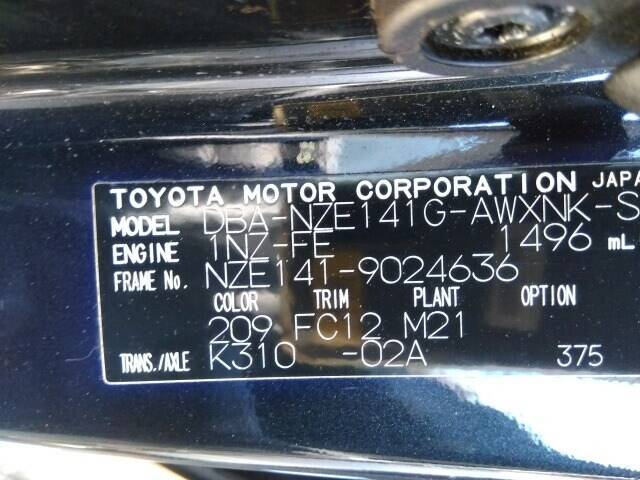 TOYOTA MOTOR CORPORATION JAPA
MODEL DBA-NZE141G-AWXNK-S
ENGINE 1NZ-FE 1496 mL
FRAME No. NZE141-9024636
COLOR TRIM PLANT OPTION
209 FC12 M21
TRANS./AXLE K310 -02A 375